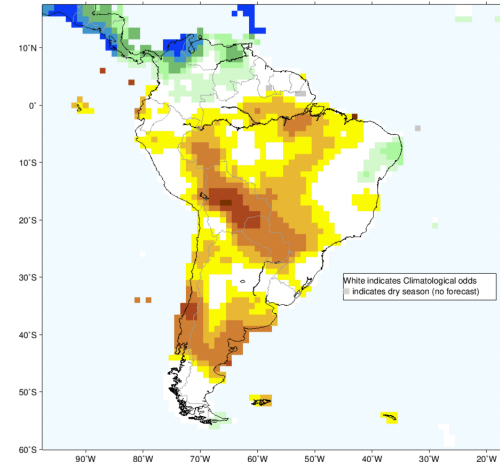 10°N
0°
10°S
20°S
30°S
40°S
50°S
60°S
90°W 80°W 70°W 60°W 50°W 40°W 30°W 20°W
White indicates Climatological odds
indicates dry season (no forecast)